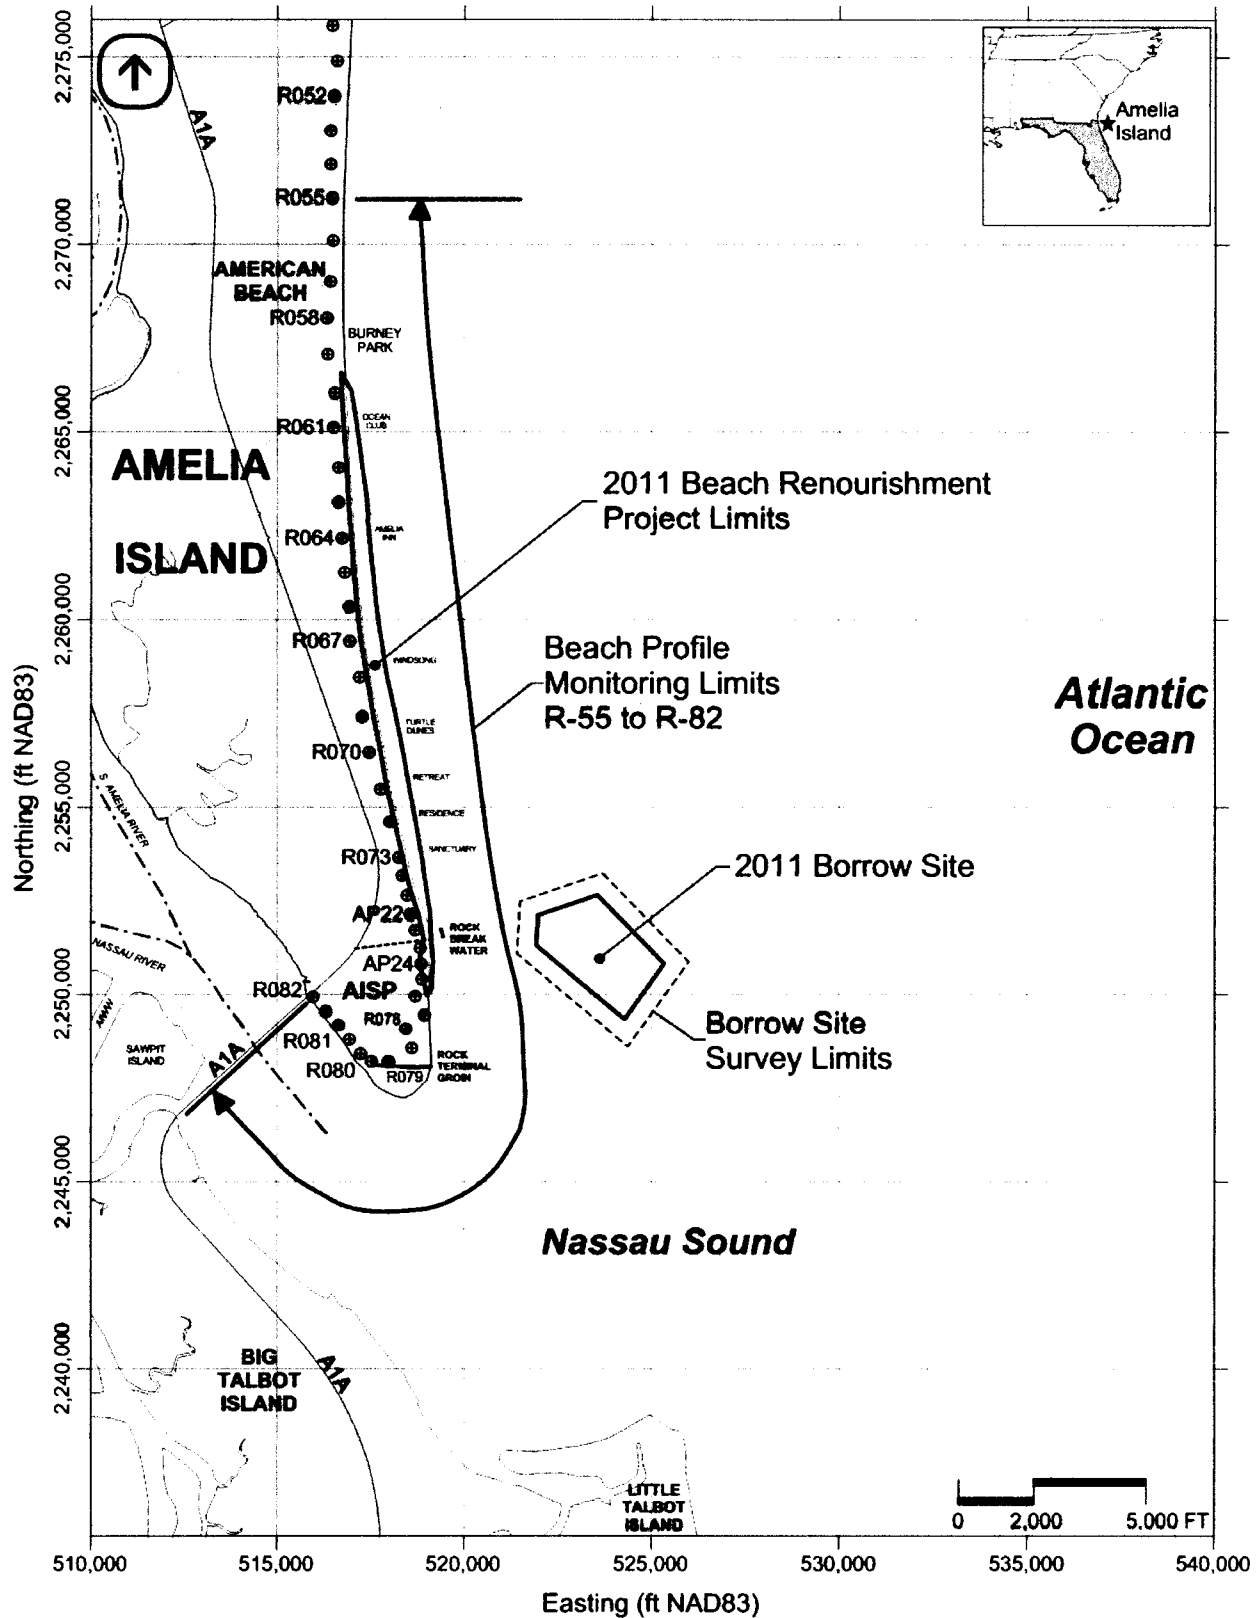 2,275,000
2,270,000
2,265,000
2,260,000
2,255,000
2,250,000
2,245,000
2,240,000
Northing (ft NAD83)
A1A
R052
R055
AMERICAN
BEACH
R058
BURNEY
PARK
R061
OCEAN
CLUB
AMELIA
ISLAND
R064
AMELIA
INN
R067
WINDSONG
R070
TURTLE
DUNES
RETREAT
RESIDENCE
R073
SANCTUARY
AP22
ROCK
BREAK
WATER
AP24
AISP
R082
R078
R081
R080
R079
ROCK
TERMINAL
GROIN
Amelia
Island
2011 Beach Renourishment
Project Limits
Beach Profile
Monitoring Limits
R-55 to R-82
Atlantic
Ocean
2011 Borrow Site
Borrow Site
Survey Limits
S. AMELIA RIVER
NASSAU RIVER
AIWW
SAWPIT
ISLAND
A1A
Nassau Sound
BIG
TALBOT
ISLAND
A1A
LITTLE
TALBOT
ISLAND
0 2,000 5,000 FT
510,000 515,000 520,000 525,000 530,000 535,000 540,000
Easting (ft NAD83)